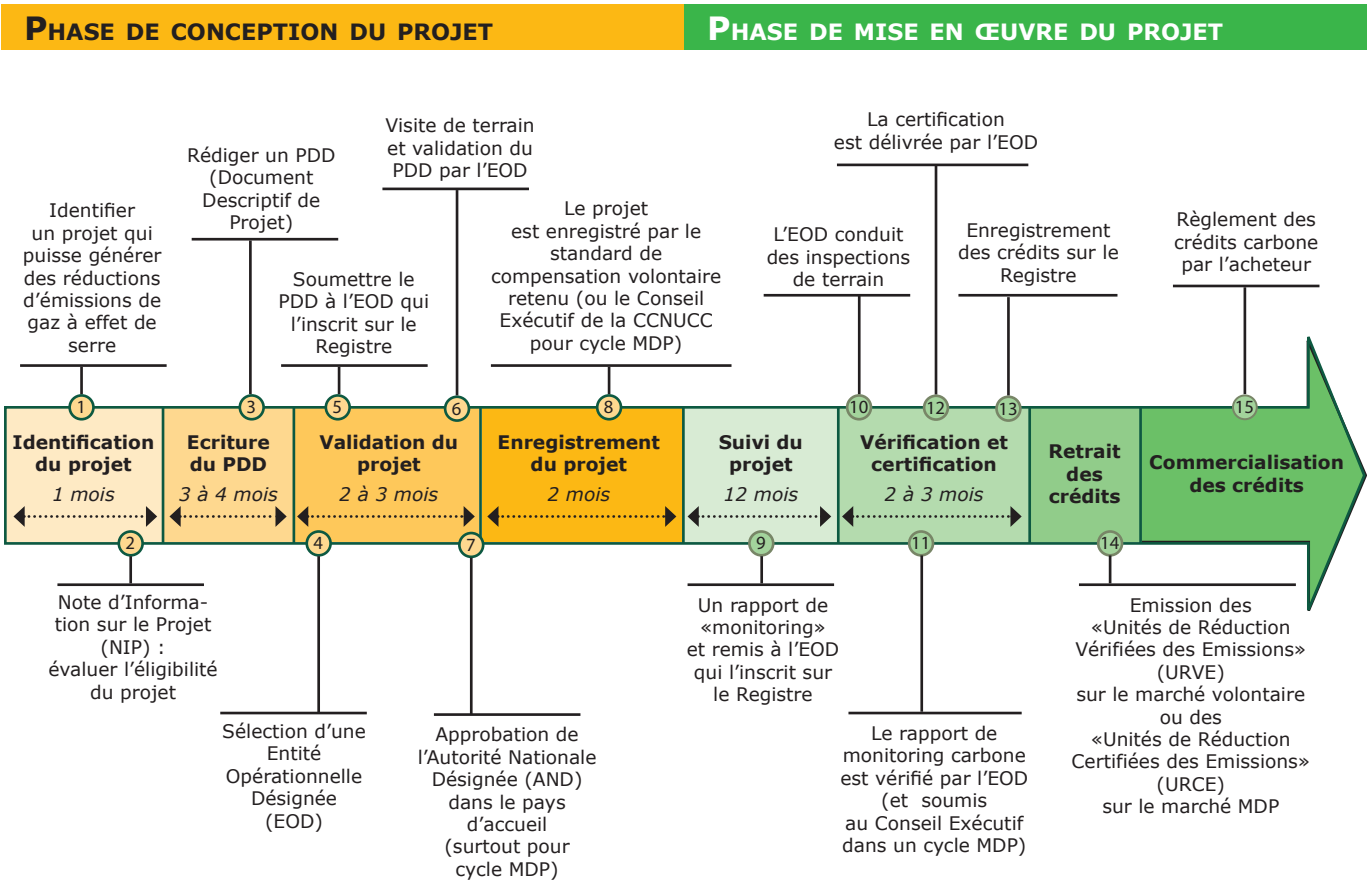 PHASE DE CONCEPTION DU PROJET
PHASE DE MISE EN ŒUVRE DU PROJET
Identifier
un projet qui
puisse générer
des réductions
d'émissions de
gaz à effet de
serre
Rédiger un PDD
(Document
Descriptif de
Projet)
Soumettre le
PDD à l'EOD qui
l'inscrit sur le
Registre
Visite de terrain
et validation du
PDD par l'EOD
Le projet
est enregistré par le
standard de
compensation volontaire
retenu (ou le Conseil
Exécutif de la CCNUCC
pour cycle MDP)
L'EOD conduit
des inspections
de terrain
La certification
est délivrée par l'EOD
Enregistrement
des crédits sur le
Registre
Règlement des
crédits carbone
par l'acheteur
1
3
5
6
8
10
12
13
15
Identification
du projet
1 mois
Ecriture
du PDD
3 à 4 mois
Validation du
projet
2 à 3 mois
Enregistrement
du projet
2 mois
Suivi du
projet
12 mois
Vérification et
certification
2 à 3 mois
Retrait
des
crédits
Commercialisation
des crédits
2
4
7
9
11
14
Note d'Informa-
tion sur le Projet
(NIP) :
évaluer l'éligibilité
du projet
Sélection d'une
Entité
Opérationnelle
Désignée
(EOD)
Approbation de
l'Autorité Nationale
Désignée (AND)
dans le pays
d'accueil
(surtout pour
cycle MDP)
Un rapport de
«monitoring»
et remis à l'EOD
qui l'inscrit sur
le Registre
Le rapport de
monitoring carbone
est vérifié par l'EOD
(et soumis
au Conseil Exécutif
dans un cycle MDP)
Emission des
«Unités de Réduction
Vérifiées des Emissions»
(URVE)
sur le marché volontaire
ou des
«Unités de Réduction
Certifiées des Emissions»
(URCE)
sur le marché MDP